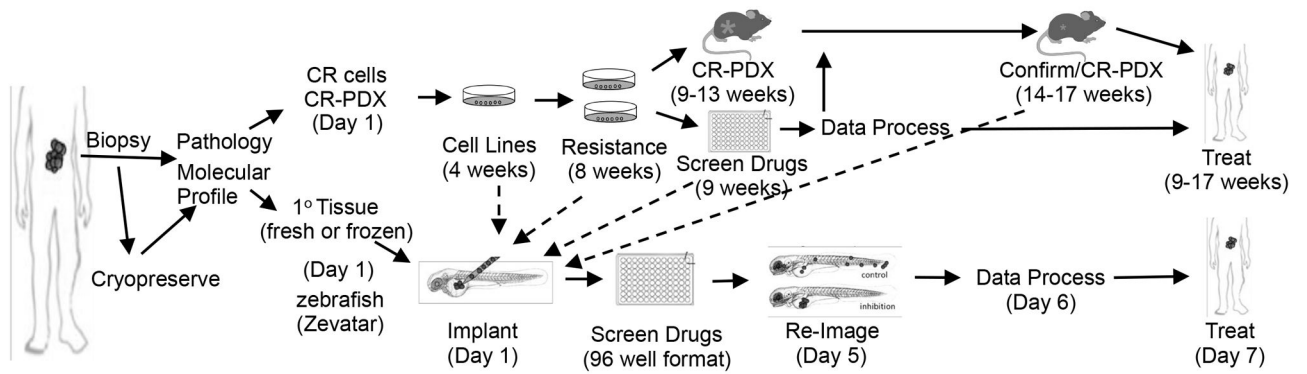 Biopsy
Cryopreserve
Pathology
Molecular
Profile
CR cells
CR-PDX
(Day 1)
Cell Lines
(4 weeks)
Resistance
(8 weeks)
CR-PDX
(9-13 weeks)
Screen Drugs
(9 weeks)
Data Process
Confirm/CR-PDX
(14-17 weeks)
Treat
(9-17 weeks)
1º Tissue
(fresh or frozen)
(Day 1)
zebrafish
(Zevatar)
Implant
(Day 1)
Screen Drugs
(96 well format)
control
inhibition
Re-Image
(Day 5)
Data Process
(Day 6)
Treat
(Day 7)